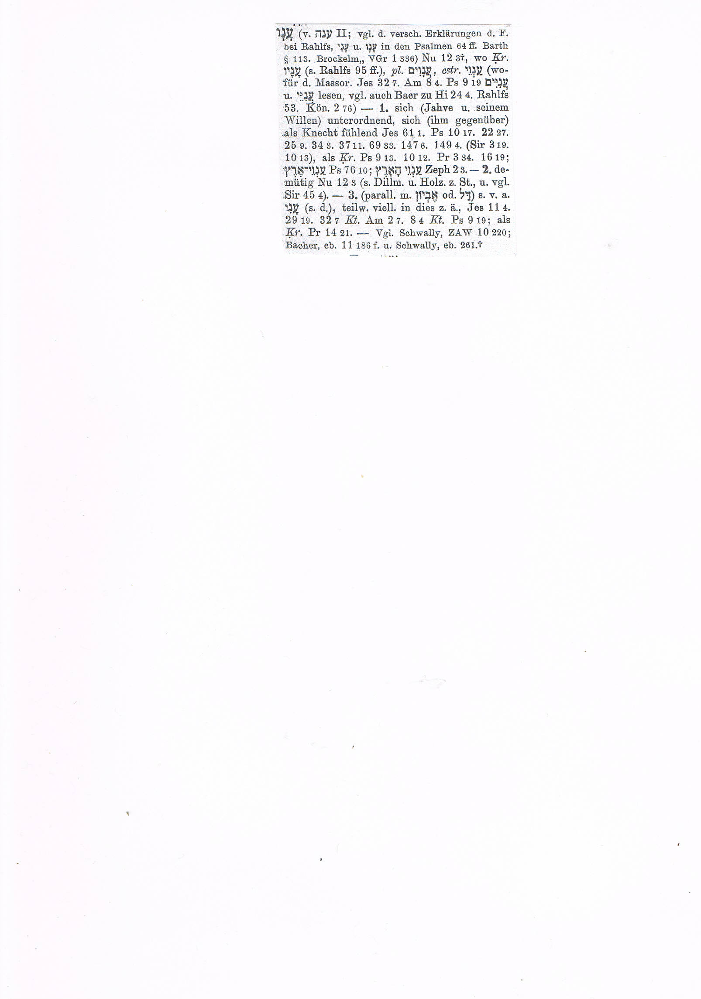 עָנָו (v. ענה II; vgl. d. versch. Erklärungen d. F.
bei Rahlfs, עָנִי u. עָנָו in den Psalmen 64 ff. Barth
§ 113. Brockelm,, VGr 1 336) Nu 12 3†, wo Ḳr.
עָנָיו (s. Rahlfs 95 ff.), pl. עֲנָוִים, cstr. עַנְוֵי (wo-
für d. Massor. Jes 32 7. Am 8 4. Ps 9 19 עֲנִיִּים
u. עֲנִיֵּי lesen, vgl. auch Baer zu Hi 24 4. Rahlfs
53. Kön. 2 76) — 1. sich (Jahve u. seinem
Willen) unterordnend, sich (ihm gegenüber)
als Knecht fühlend Jes 61 1. Ps 10 17. 22 27.
25 9. 34 3. 37 11. 69 33. 147 6. 149 4. (Sir 3 19.
10 13), als Ḳr. Ps 9 13. 10 12. Pr 3 34. 16 19;
עַנְוֵי־אֶרֶץ Ps 76 10; עַנְוֵי הָאָרֶץ Zeph 2 3. — 2. de-
mütig Nu 12 3 (s. Dillm. u. Holz. z. St., u. vgl.
Sir 45 4). — 3. (parall. m. אֶבְיוֹן od. דַּל) s. v. a.
עָנִי (s. d.), teilw. viell. in dies z. ä., Jes 11 4.
29 19. 32 7 Kt. Am 2 7. 8 4 Kt. Ps 9 19; als
Ḳr. Pr 14 21. — Vgl. Schwally, ZAW 10 220;
Bacher, eb. 11 186 f. u. Schwally, eb. 261.†